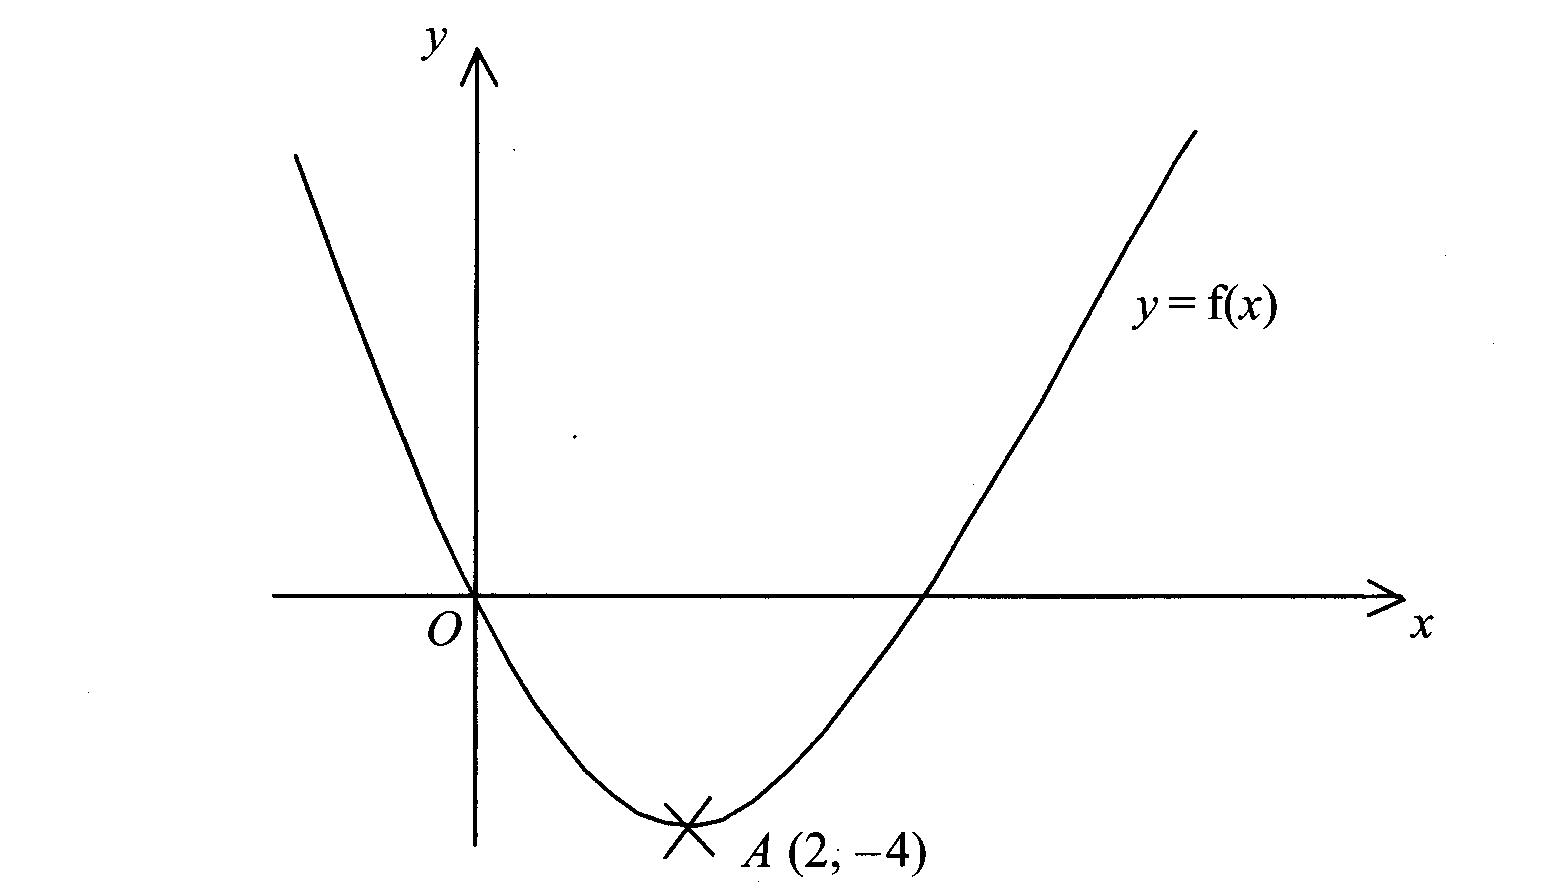 y
y = f(x)
O
x
A (2, −4)